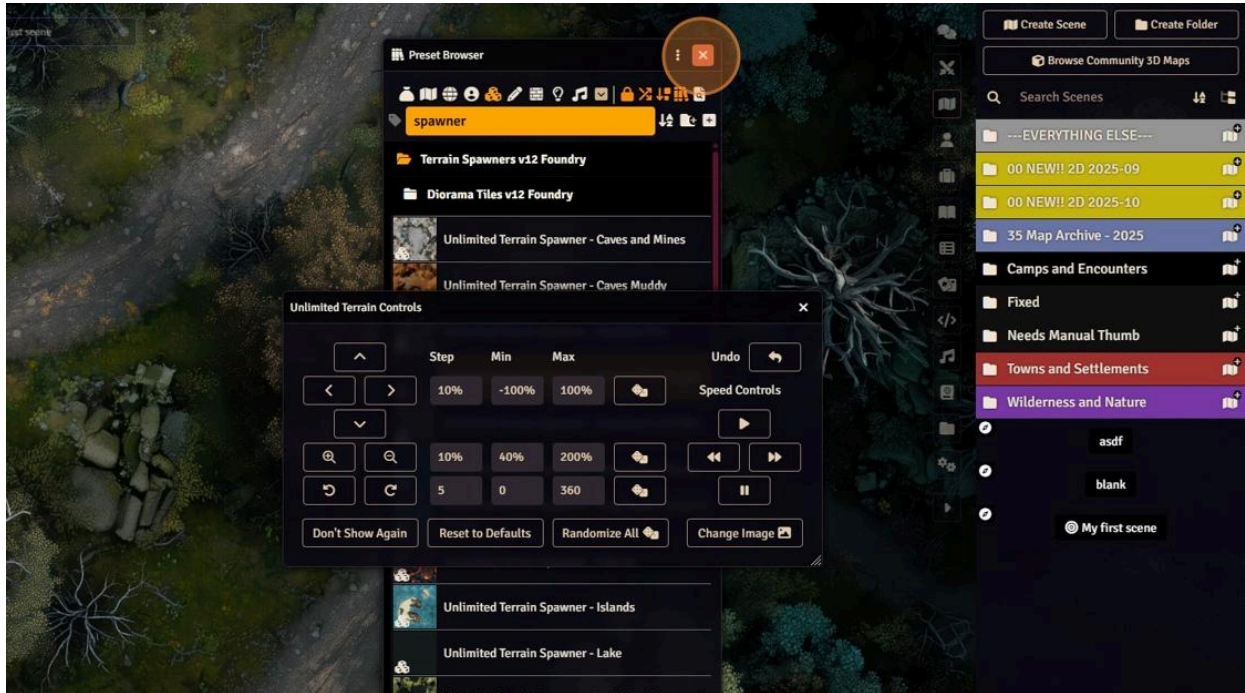 first scene
Preset Browser
spawner
Terrain Spawners v12 Foundry
Diorama Tiles v12 Foundry
Unlimited Terrain Spawner - Caves and Mines
Unlimited Terrain Spawner - Caves Muddy
Unlimited Terrain Controls
Step Min Max Undo
10% -100% 100% Speed Controls
10% 40% 200%
5 0 360
Don't Show Again Reset to Defaults Randomize All Change Image
Unlimited Terrain Spawner - Islands
Unlimited Terrain Spawner - Lake
Create Scene Create Folder
Browse Community 3D Maps
Search Scenes
---EVERYTHING ELSE---
00 NEW!! 2D 2025-09
00 NEW!! 2D 2025-10
35 Map Archive - 2025
Camps and Encounters
Fixed
Needs Manual Thumb
Towns and Settlements
Wilderness and Nature
asdf
blank
My first scene